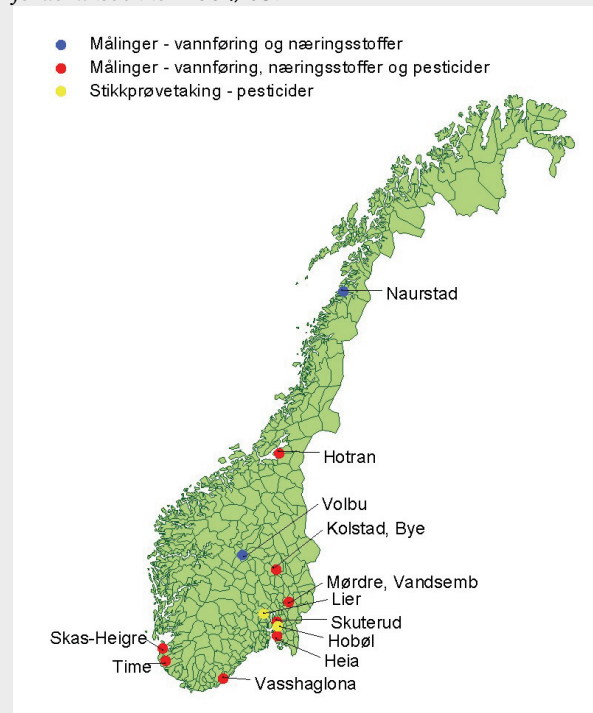 Målinger - vannføring og næringsstoffer
Målinger - vannføring, næringsstoffer og pesticider
Stikkprøvetaking - pesticider
Naurstad
Hotran
Volbu
Kolstad, Bye
Mørdre, Vandsemb
Lier
Skuterud
Hobøl
Heia
Skas-Heigre
Time
Vasshaglona